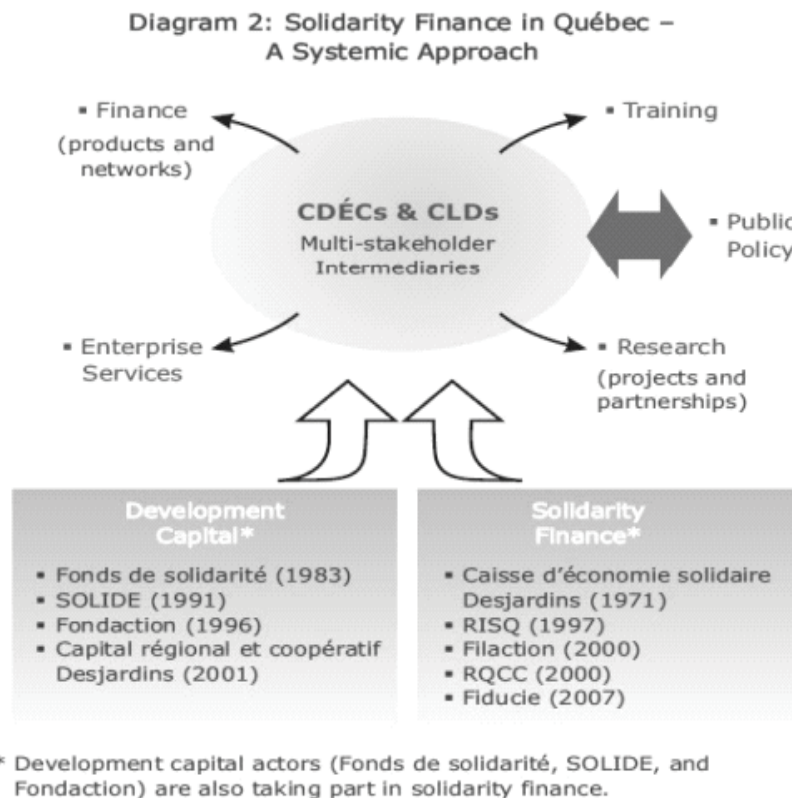 Diagram 2: Solidarity Finance in Québec –
A Systemic Approach
▪ Finance
(products and
networks)
▪ Training
CDÉCs & CLDs
Multi-stakeholder
Intermediaries
▪ Public
Policy
▪ Enterprise
Services
▪ Research
(projects and
partnerships)
Development
Capital*
▪ Fonds de solidarité (1983)
▪ SOLIDE (1991)
▪ Fondaction (1996)
▪ Capital régional et coopératif
Desjardins (2001)
Solidarity
Finance*
▪ Caisse d’économie solidaire
Desjardins (1971)
▪ RISQ (1997)
▪ Filaction (2000)
▪ RQCC (2000)
▪ Fiducie (2007)
* Development capital actors (Fonds de solidarité, SOLIDE, and
Fondaction) are also taking part in solidarity finance.